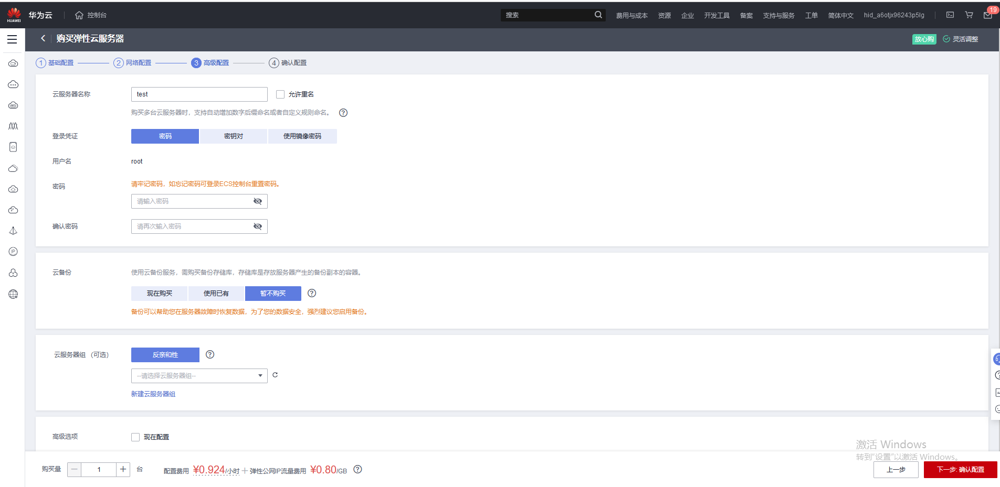 HUAWEI 华为云 控制台 搜索 费用与成本 资源 企业 开发工具 备案 支持与服务 工单 简体中文 hid_a6otjx96243p5lg 19
购买弹性云服务器 放心购 灵活调整
1 基础配置 2 网络配置 3 高级配置 4 确认配置
云服务器名称 test 允许重名
购买多台云服务器时，支持自动增加数字后缀命名或者自定义规则命名。
登录凭证 密码 密钥对 使用镜像密码
用户名 root
密码 请牢记密码，如忘记密码可登录ECS控制台重置密码。
请输入密码
确认密码 请再次输入密码
云备份 使用云备份服务，需购买备份存储库，存储库是存放服务器产生的备份副本的容器。
现在购买 使用已有 暂不购买
备份可以帮助您在服务器故障时恢复数据，为了您的数据安全，强烈建议您启用备份。
云服务器组 （可选） 反亲和性
--请选择云服务器组--
新建云服务器组
高级选项 现在配置
激活 Windows
转到"设置"以激活 Windows。
购买量 1 台 配置费用 ¥0.924/小时 + 弹性公网IP流量费用 ¥0.80/GB 上一步 下一步: 确认配置
IP